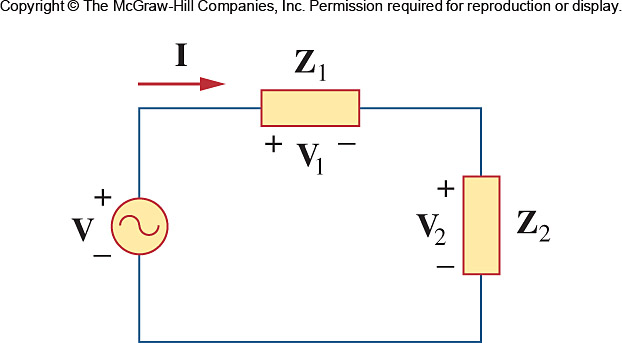 Copyright © The McGraw-Hill Companies, Inc. Permission required for reproduction or display.
I
Z₁
+ V₁ −
+
V
−
+
V₂
−
Z₂